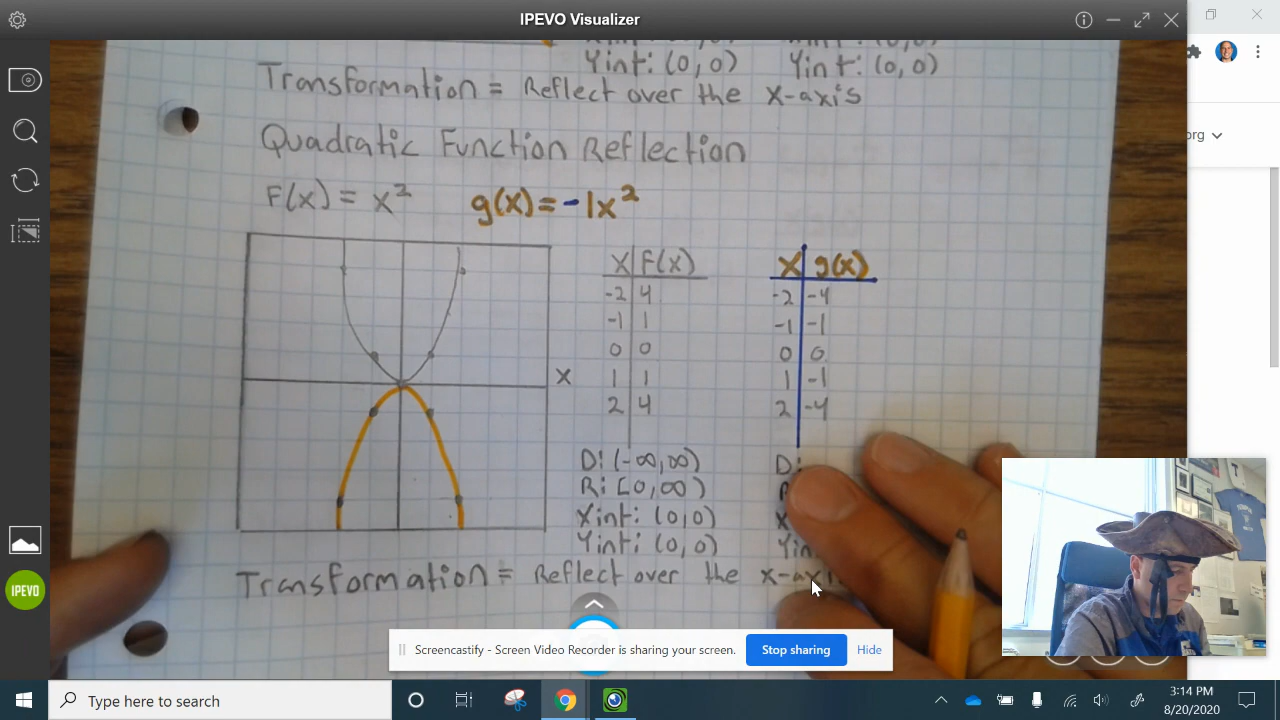 IPEVO Visualizer
Yint: (0,0) Yint: (0,0)
Transformation = Reflect over the x-axis
Quadratic Function Reflection
F(x) = x² g(x) = -1x²
X F(x) X g(x)
-2 4 -2 -4
-1 1 -1 -1
0 0 0 0
X 1 1 1 -1
2 4 2 -4
D: (-∞,∞) D:
R: [0,∞)
Xint: (0,0)
Yint: (0,0) Yin
Transformation = Reflect over the x-axi
org
IPEVO
Screencastify - Screen Video Recorder is sharing your screen. Stop sharing Hide
Type here to search
3:14 PM
8/20/2020